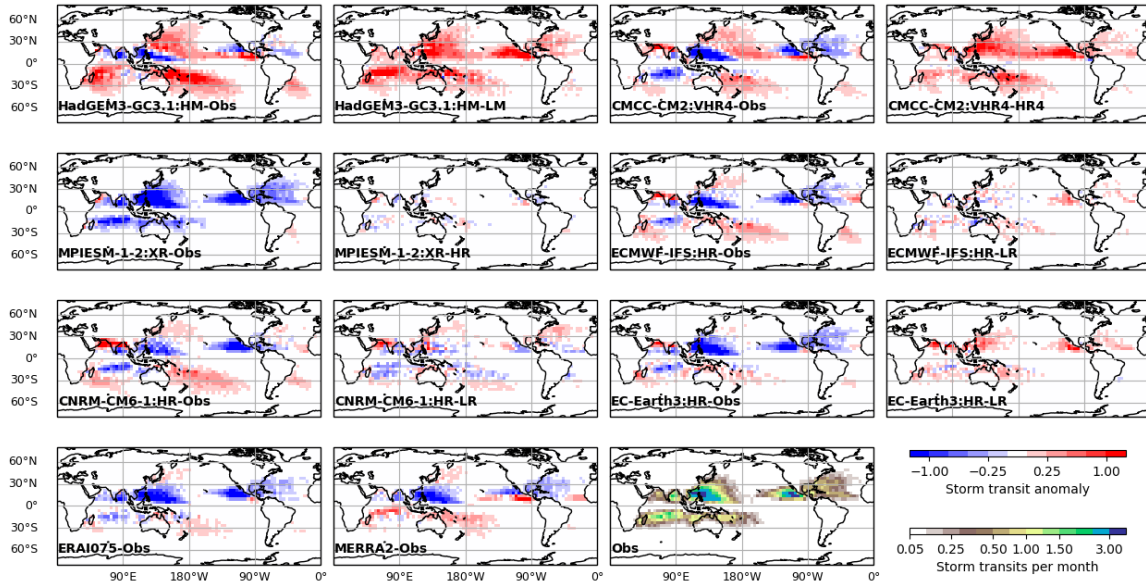 60°N
30°N
0°
30°S
60°S
HadGEM3-GC3.1:HM-Obs
HadGEM3-GC3.1:HM-LM
CMCC-CM2:VHR4-Obs
CMCC-CM2:VHR4-HR4
60°N
30°N
0°
30°S
60°S
MPIESM-1-2:XR-Obs
MPIESM-1-2:XR-HR
ECMWF-IFS:HR-Obs
ECMWF-IFS:HR-LR
60°N
30°N
0°
30°S
60°S
CNRM-CM6-1:HR-Obs
CNRM-CM6-1:HR-LR
EC-Earth3:HR-Obs
EC-Earth3:HR-LR
60°N
30°N
0°
30°S
60°S
ERAI075-Obs
MERRA2-Obs
Obs
90°E 180°W 90°W 0°
90°E 180°W 90°W 0°
90°E 180°W 90°W 0°
−1.00 −0.25 0.25 1.00
Storm transit anomaly
0.05 0.25 0.50 1.00 1.50 3.00
Storm transits per month